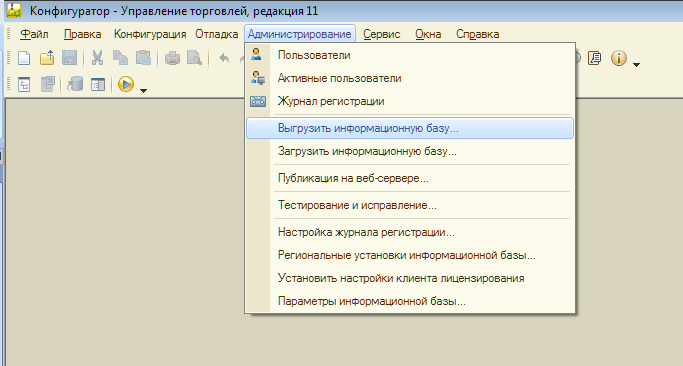 Конфигуратор - Управление торговлей, редакция 11
Файл Правка Конфигурация Отладка Администрирование Сервис Окна Справка
Пользователи
Активные пользователи
Журнал регистрации
Выгрузить информационную базу...
Загрузить информационную базу...
Публикация на веб-сервере...
Тестирование и исправление...
Настройка журнала регистрации...
Региональные установки информационной базы...
Установить настройки клиента лицензирования
Параметры информационной базы...